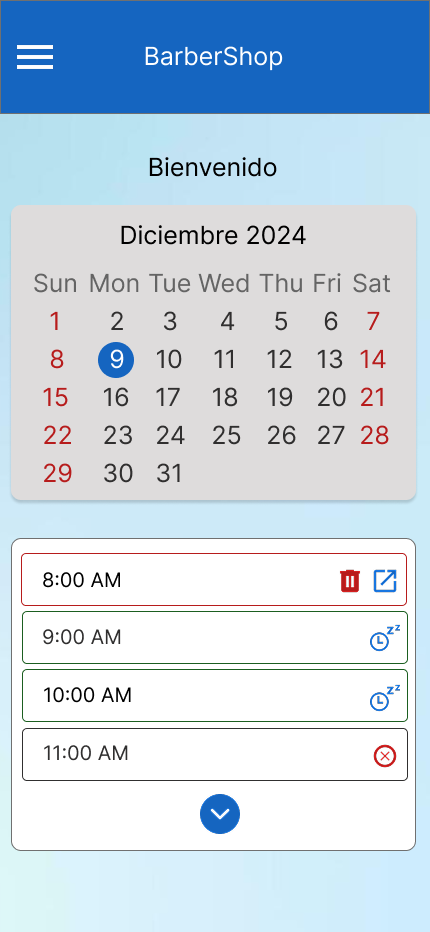 BarberShop
Bienvenido
Diciembre 2024
Sun Mon Tue Wed Thu Fri Sat
1 2 3 4 5 6 7
8 9 10 11 12 13 14
15 16 17 18 19 20 21
22 23 24 25 26 27 28
29 30 31
8:00 AM
9:00 AM zz
10:00 AM zz
11:00 AM